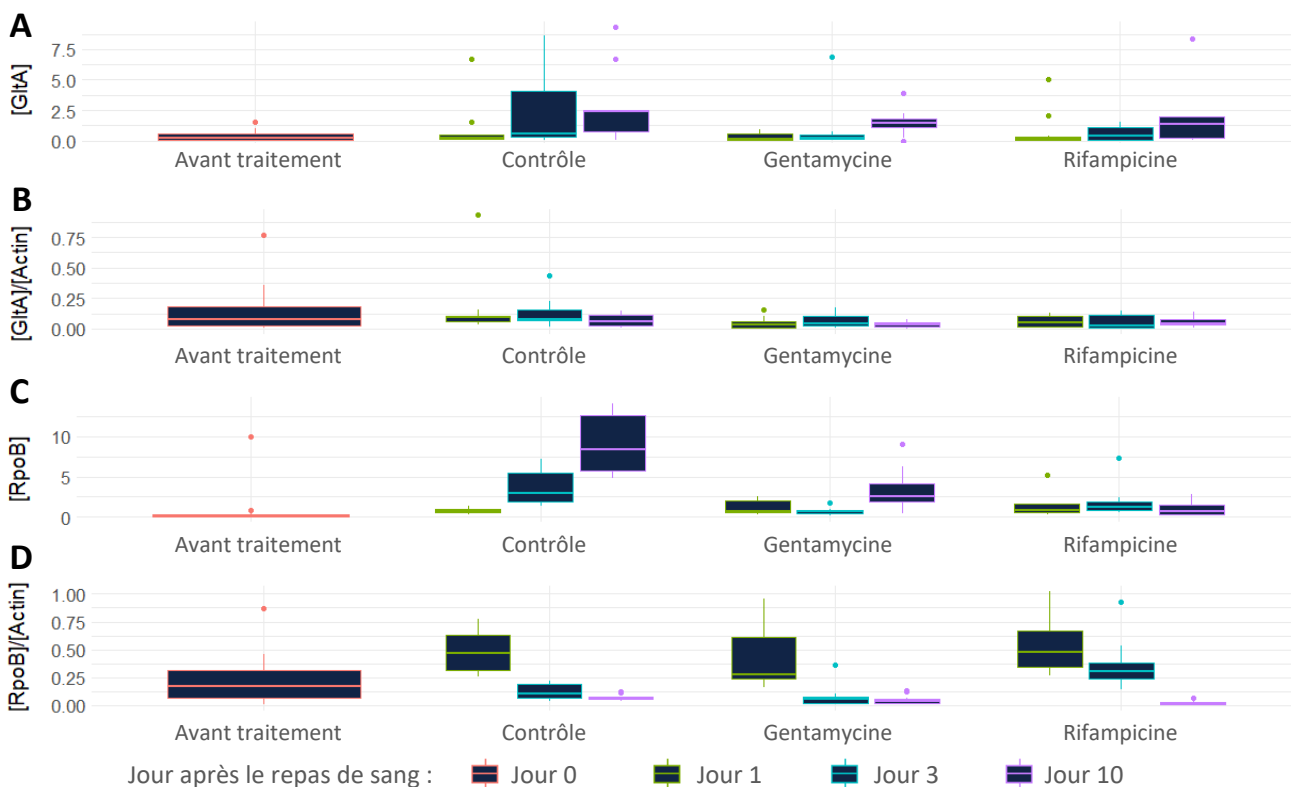 A
[GltA]
7.5
5.0
2.5
0.0
Avant traitement Contrôle Gentamycine Rifampicine
B
[GltA]/[Actin]
0.75
0.50
0.25
0.00
Avant traitement Contrôle Gentamycine Rifampicine
C
[RpoB]
10
5
0
Avant traitement Contrôle Gentamycine Rifampicine
D
[RpoB]/[Actin]
1.00
0.75
0.50
0.25
0.00
Avant traitement Contrôle Gentamycine Rifampicine
Jour après le repas de sang : Jour 0 Jour 1 Jour 3 Jour 10